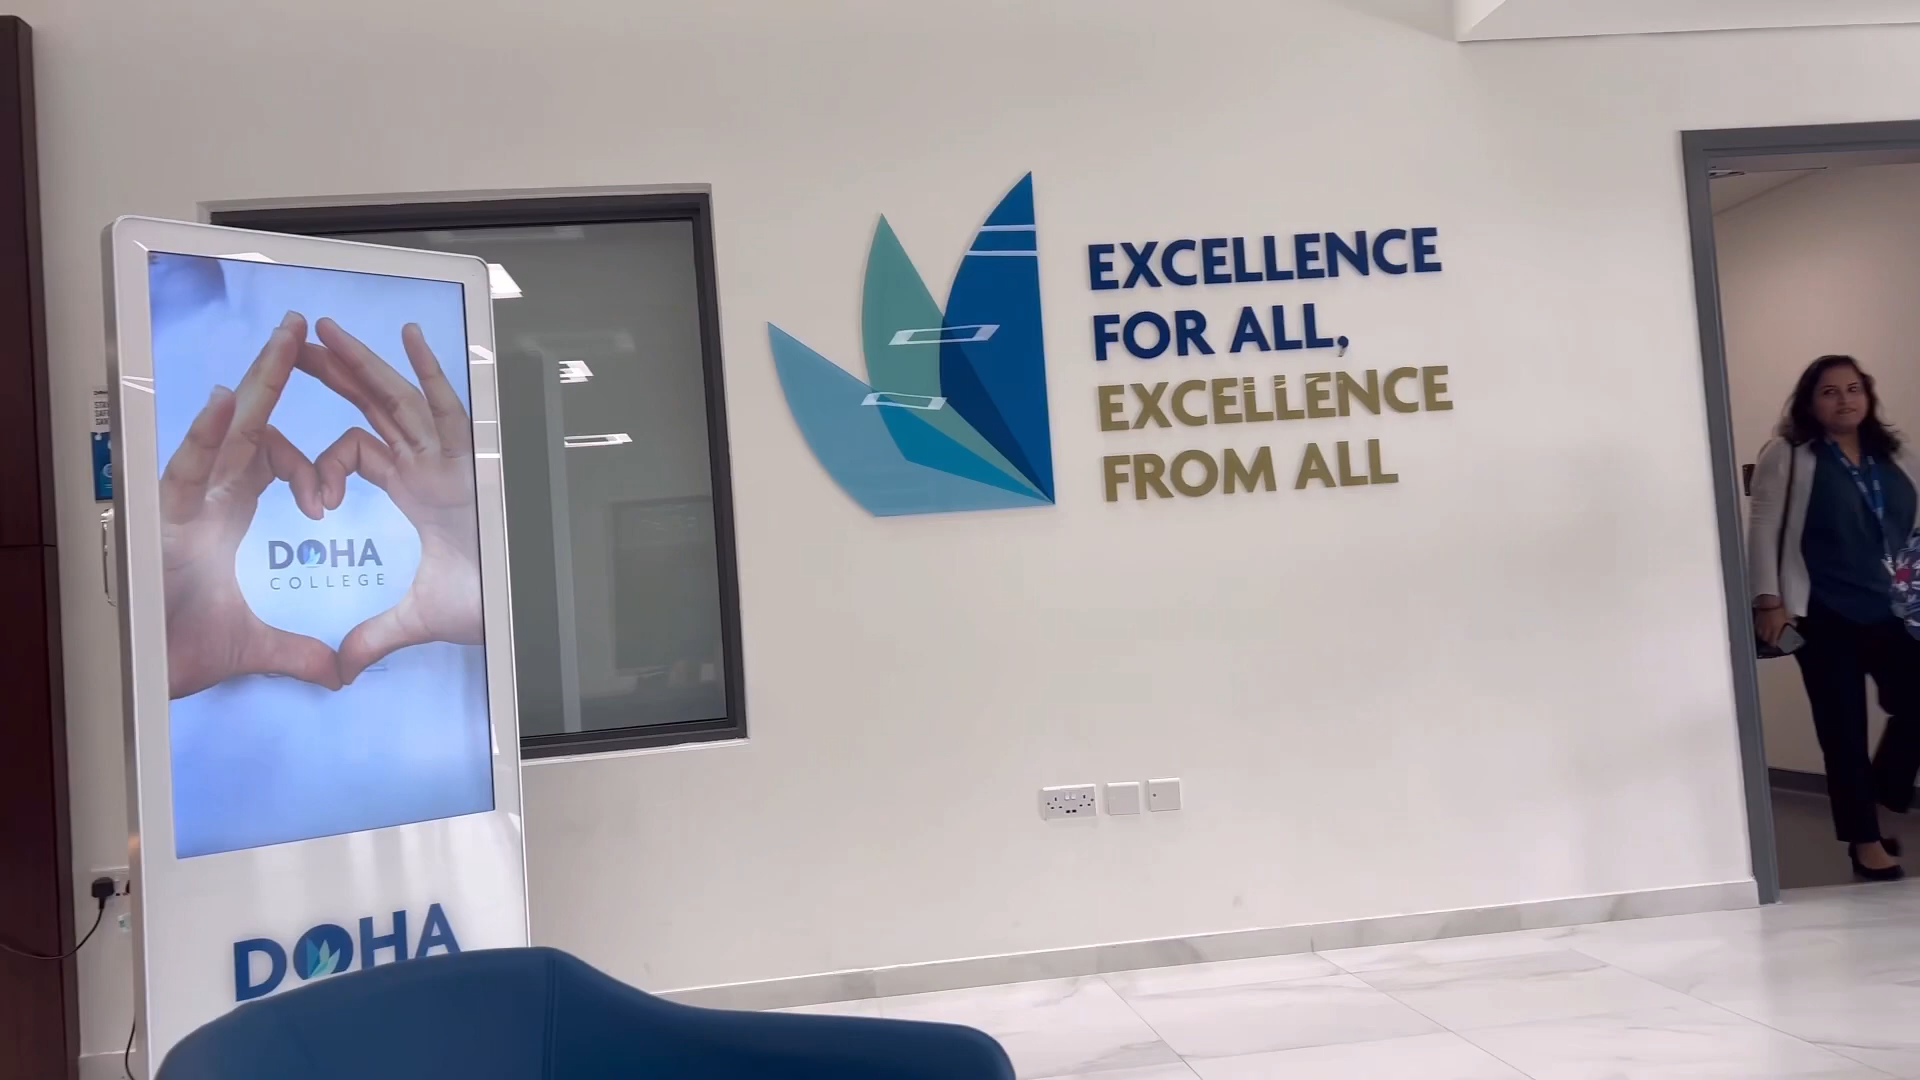 EXCELLENCE
FOR ALL,
EXCELLENCE
FROM ALL
DOHA
COLLEGE
DOHA